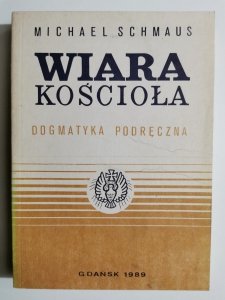 MICHAEL SCHMAUS
WIARA
KOŚCIOŁA
DOGMATYKA PODRĘCZNA
GDAŃSK 1989